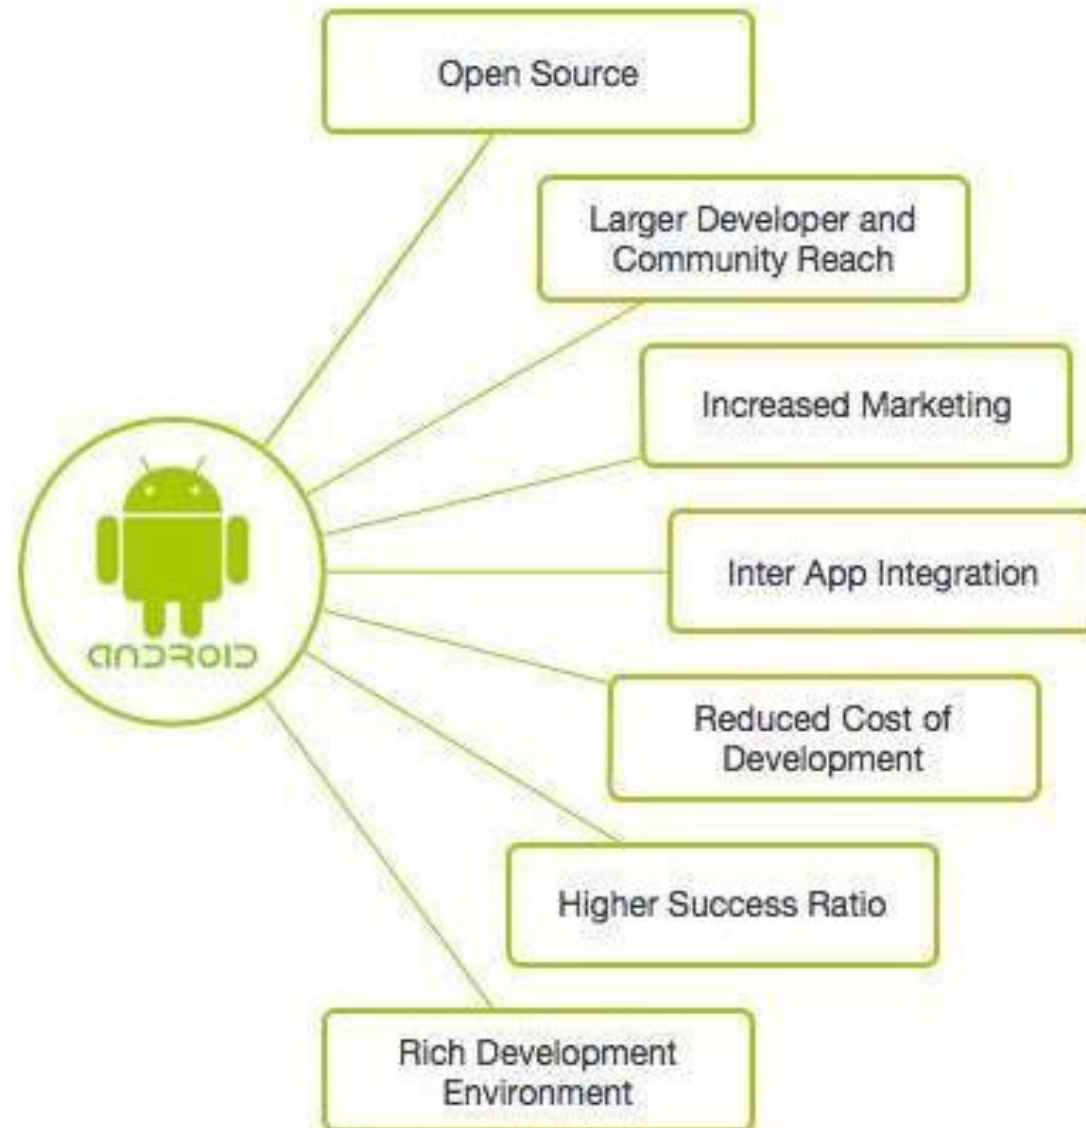 Open Source
Larger Developer and
Community Reach
Increased Marketing
Inter App Integration
ANDROID
Reduced Cost of
Development
Higher Success Ratio
Rich Development
Environment